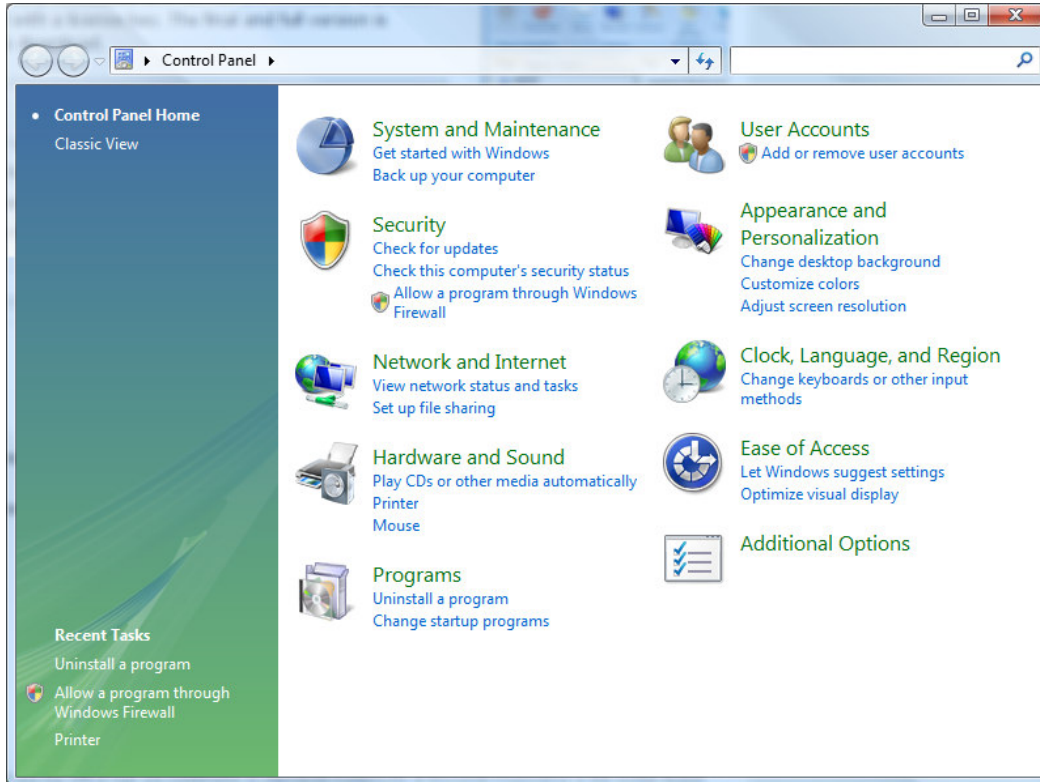 Control Panel
Control Panel Home
Classic View
System and Maintenance
Get started with Windows
Back up your computer
Security
Check for updates
Check this computer's security status
Allow a program through Windows
Firewall
Network and Internet
View network status and tasks
Set up file sharing
Hardware and Sound
Play CDs or other media automatically
Printer
Mouse
Programs
Uninstall a program
Change startup programs
User Accounts
Add or remove user accounts
Appearance and
Personalization
Change desktop background
Customize colors
Adjust screen resolution
Clock, Language, and Region
Change keyboards or other input
methods
Ease of Access
Let Windows suggest settings
Optimize visual display
Additional Options
Recent Tasks
Uninstall a program
Allow a program through
Windows Firewall
Printer